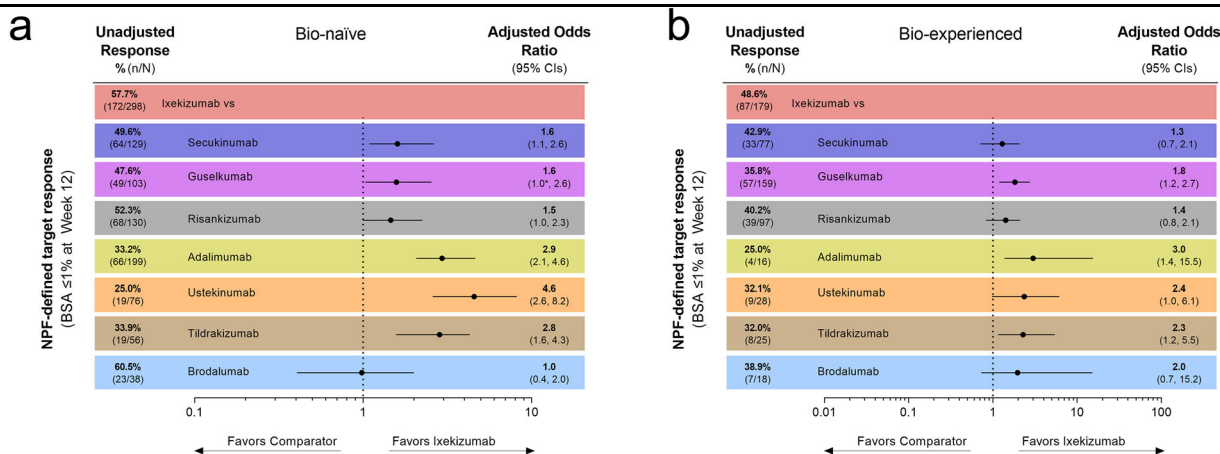 a
Unadjusted
Response
% (n/N)
Bio-naïve
Adjusted Odds
Ratio
(95% CIs)
NPF-defined target response
(BSA ≤1% at Week 12)
57.7%
(172/298)
Ixekizumab vs
49.6%
(64/129)
Secukinumab
1.6
(1.1, 2.6)
47.6%
(49/103)
Guselkumab
1.6
(1.0*, 2.6)
52.3%
(68/130)
Risankizumab
1.5
(1.0, 2.3)
33.2%
(66/199)
Adalimumab
2.9
(2.1, 4.6)
25.0%
(19/76)
Ustekinumab
4.6
(2.6, 8.2)
33.9%
(19/56)
Tildrakizumab
2.8
(1.6, 4.3)
60.5%
(23/38)
Brodalumab
1.0
(0.4, 2.0)
0.1 1 10
Favors Comparator Favors Ixekizumab
b
Unadjusted
Response
% (n/N)
Bio-experienced
Adjusted Odds
Ratio
(95% CIs)
NPF-defined target response
(BSA ≤1% at Week 12)
48.6%
(87/179)
Ixekizumab vs
42.9%
(33/77)
Secukinumab
1.3
(0.7, 2.1)
35.8%
(57/159)
Guselkumab
1.8
(1.2, 2.7)
40.2%
(39/97)
Risankizumab
1.4
(0.8, 2.1)
25.0%
(4/16)
Adalimumab
3.0
(1.4, 15.5)
32.1%
(9/28)
Ustekinumab
2.4
(1.0, 6.1)
32.0%
(8/25)
Tildrakizumab
2.3
(1.2, 5.5)
38.9%
(7/18)
Brodalumab
2.0
(0.7, 15.2)
0.01 0.1 1 10 100
Favors Comparator Favors Ixekizumab